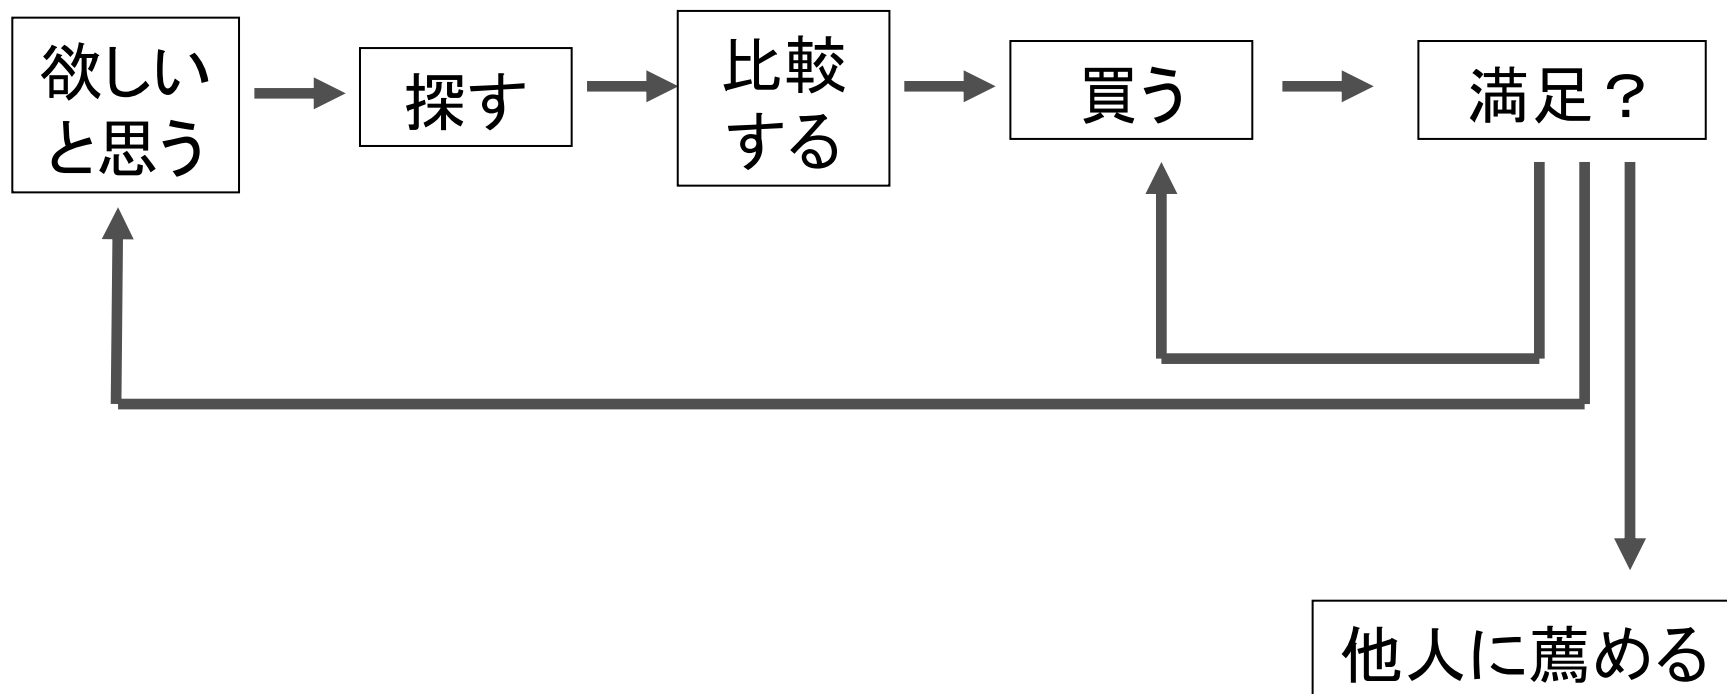 欲しい
と思う
探す
比較
する
買う
満足？
他人に薦める